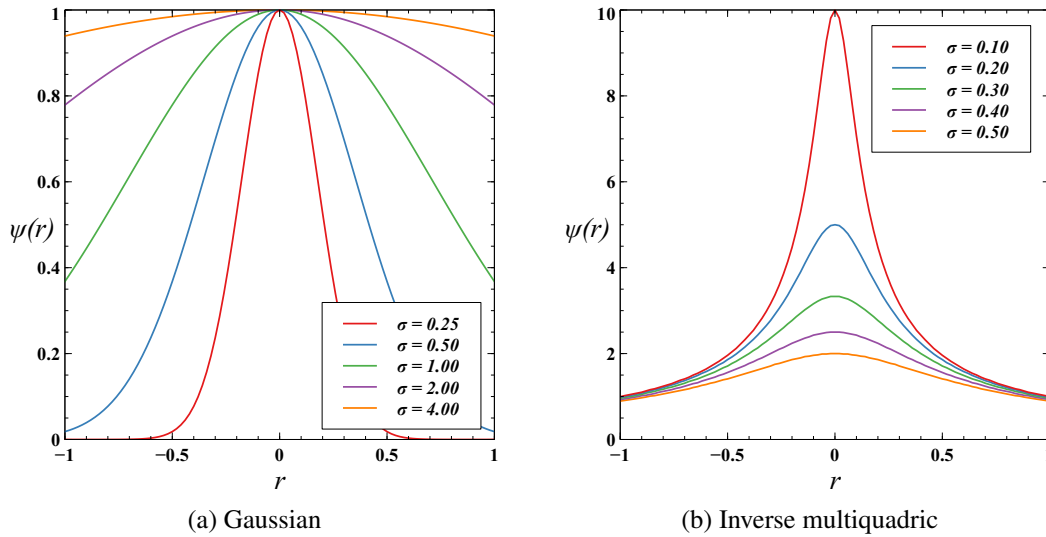 1
0.8
0.6
ψ(r)
0.4
0.2
0
−1
−0.5
0
0.5
1
r
σ = 0.25
σ = 0.50
σ = 1.00
σ = 2.00
σ = 4.00
(a) Gaussian
10
8
6
ψ(r)
4
2
0
−1
−0.5
0
0.5
r
σ = 0.10
σ = 0.20
σ = 0.30
σ = 0.40
σ = 0.50
(b) Inverse multiquadric